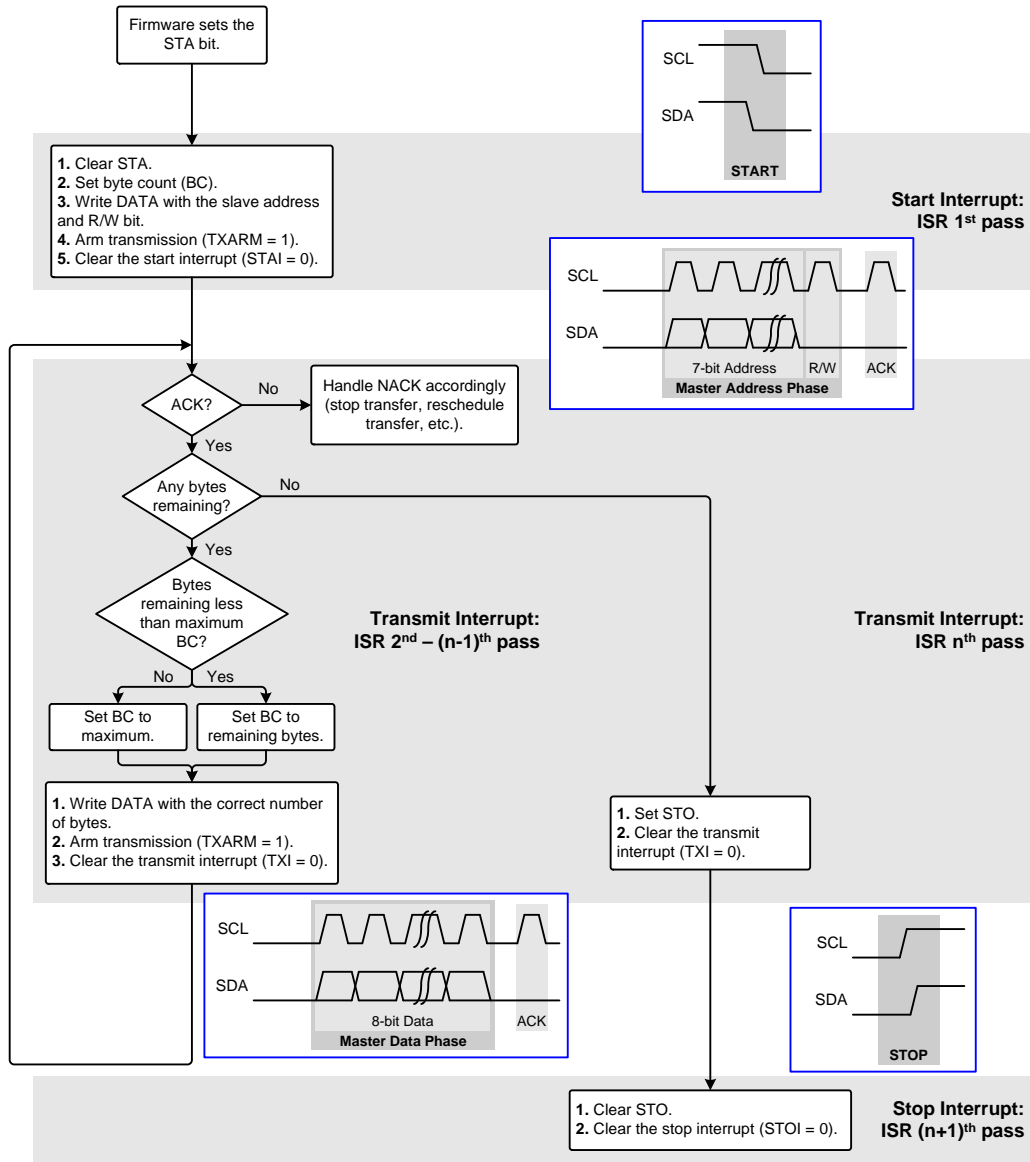 Firmware sets the
STA bit.
SCL
SDA
START
1. Clear STA.
2. Set byte count (BC).
3. Write DATA with the slave address
and R/W bit.
4. Arm transmission (TXARM = 1).
5. Clear the start interrupt (STAI = 0).
Start Interrupt:
ISR 1st pass
SCL
SDA
7-bit Address
R/W
ACK
Master Address Phase
ACK?
No
Handle NACK accordingly
(stop transfer, reschedule
transfer, etc.).
Yes
Any bytes
remaining?
No
Yes
Bytes
remaining less
than maximum
BC?
Transmit Interrupt:
ISR 2nd – (n-1)th pass
Transmit Interrupt:
ISR nth pass
No
Yes
Set BC to
maximum.
Set BC to
remaining bytes.
1. Write DATA with the correct number
of bytes.
2. Arm transmission (TXARM = 1).
3. Clear the transmit interrupt (TXI = 0).
1. Set STO.
2. Clear the transmit
interrupt (TXI = 0).
SCL
SDA
8-bit Data
ACK
Master Data Phase
SCL
SDA
STOP
1. Clear STO.
2. Clear the stop interrupt (STOI = 0).
Stop Interrupt:
ISR (n+1)th pass